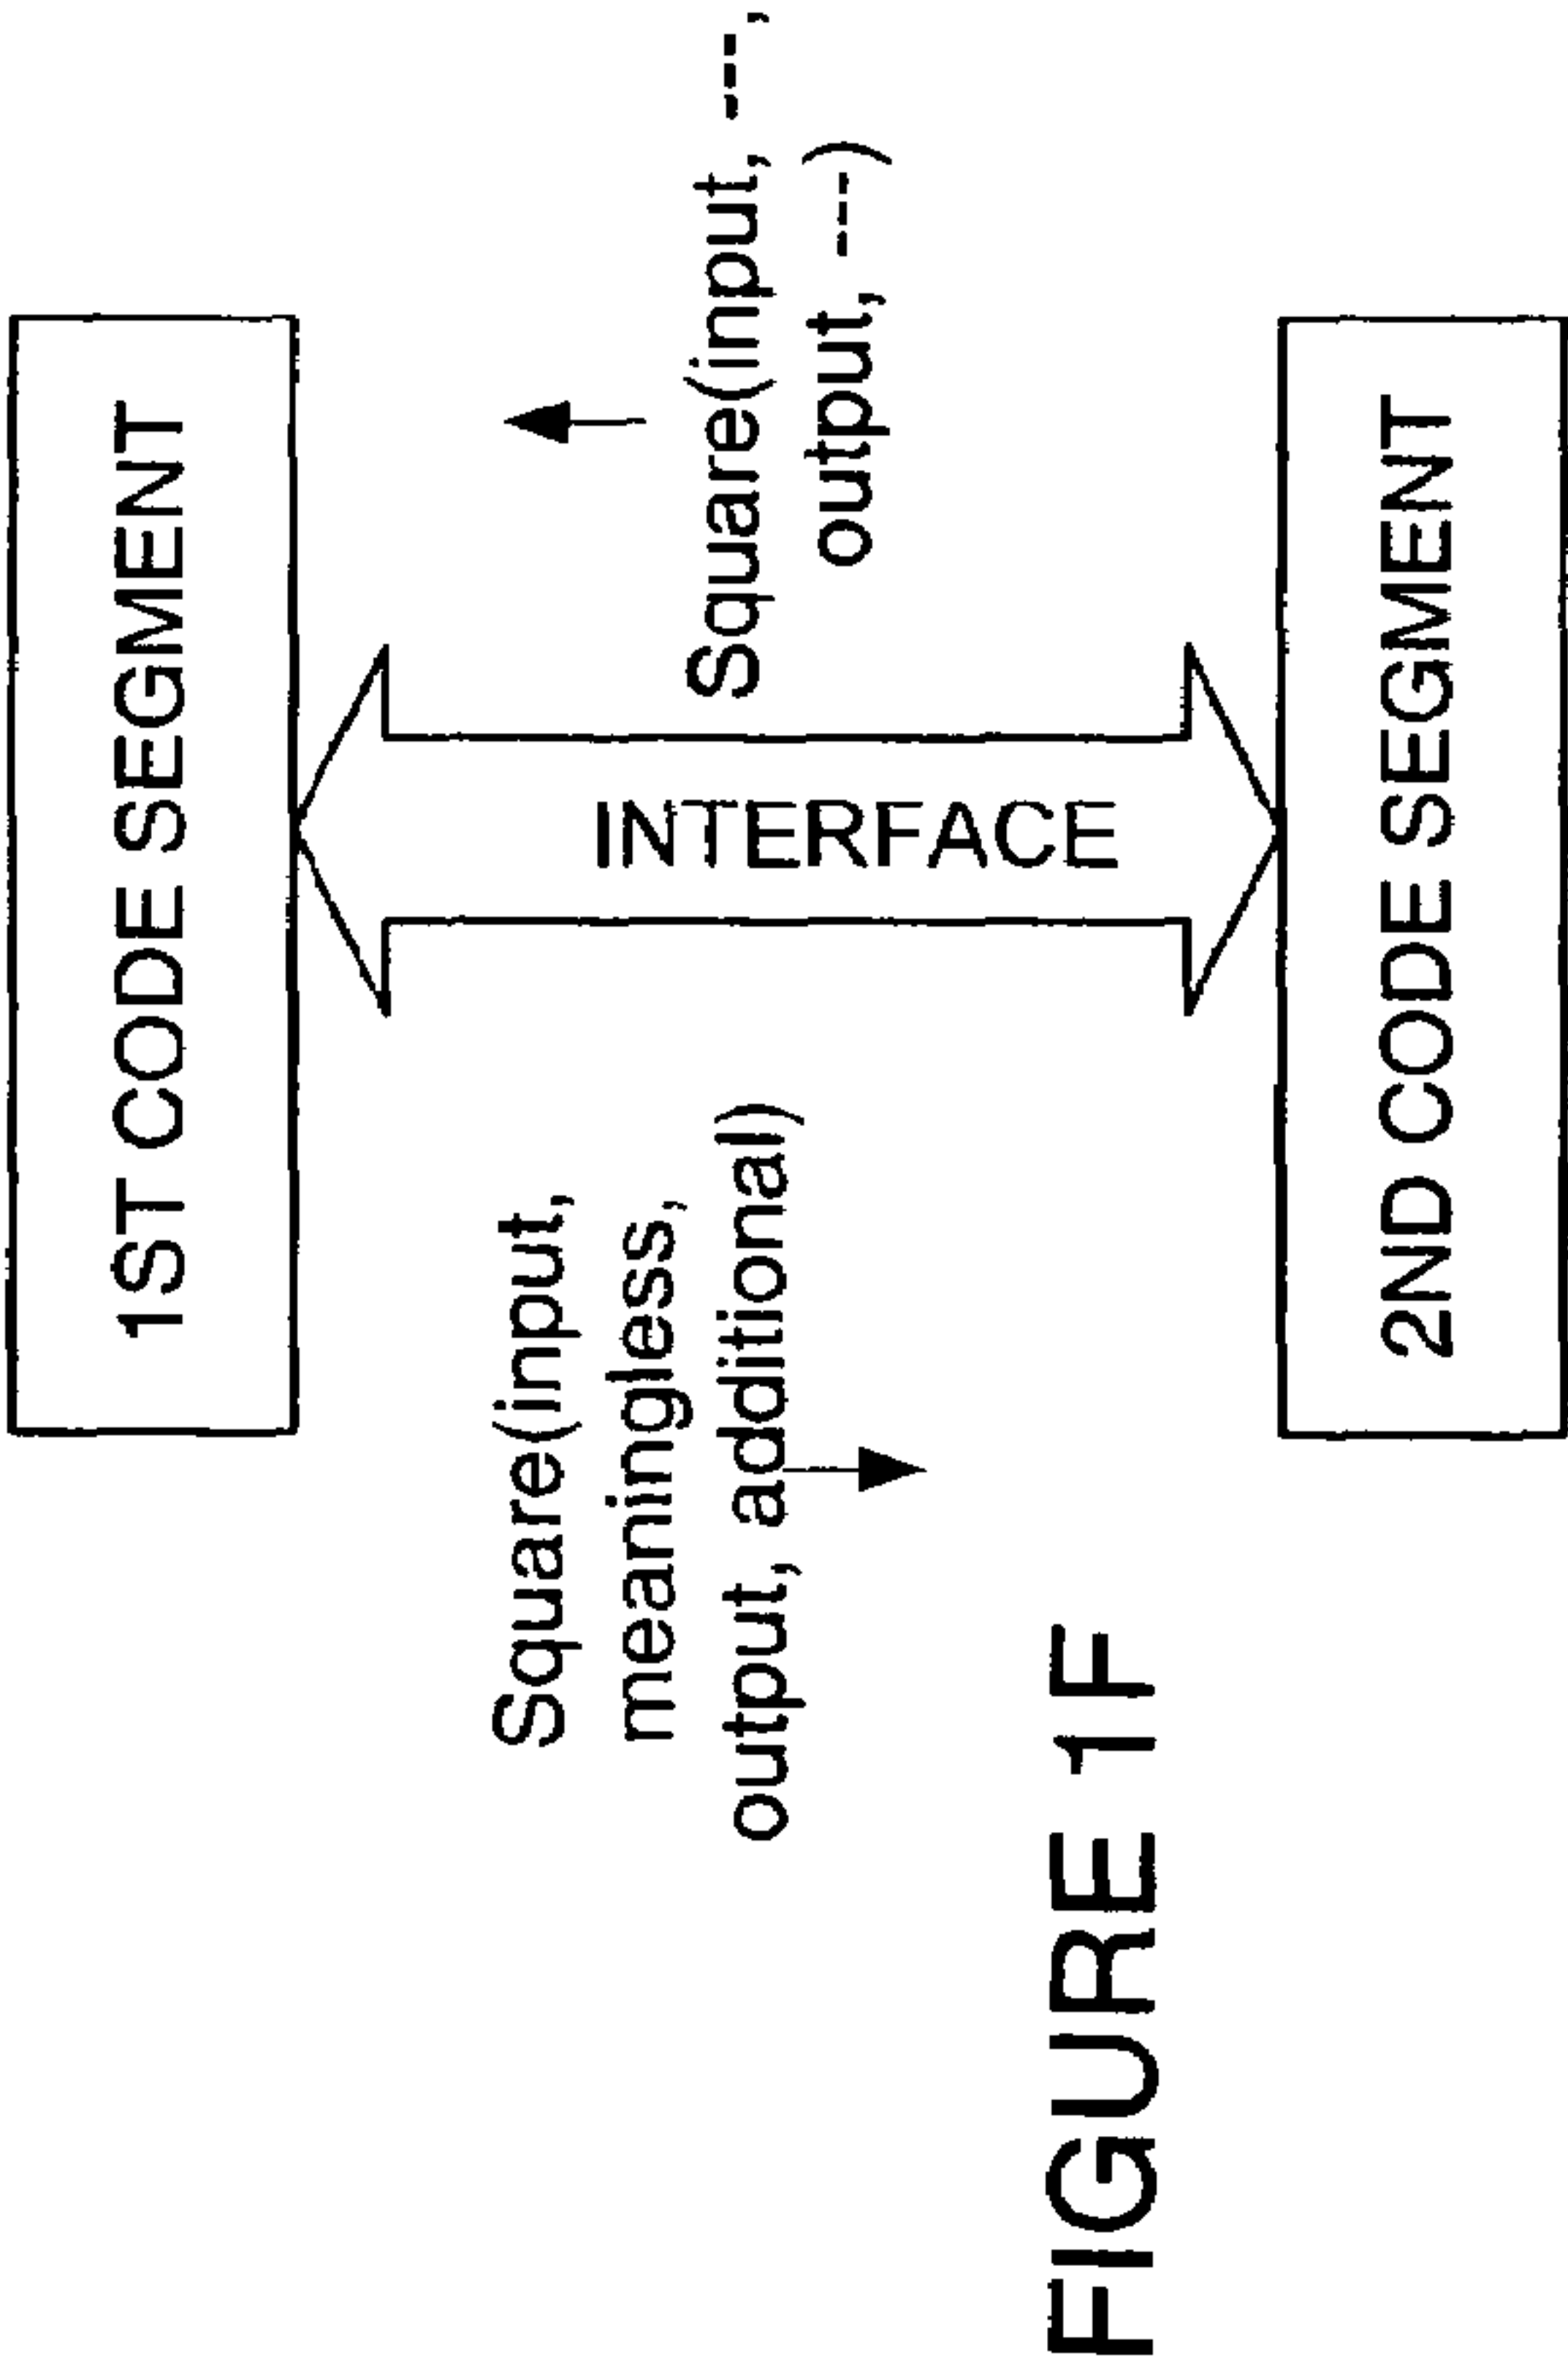 1ST CODE SEGMENT
Square(input,
meaningless,
output, additional)
INTERFACE
Square(input, ---,
output, ---)
2ND CODE SEGMENT
FIGURE 1F